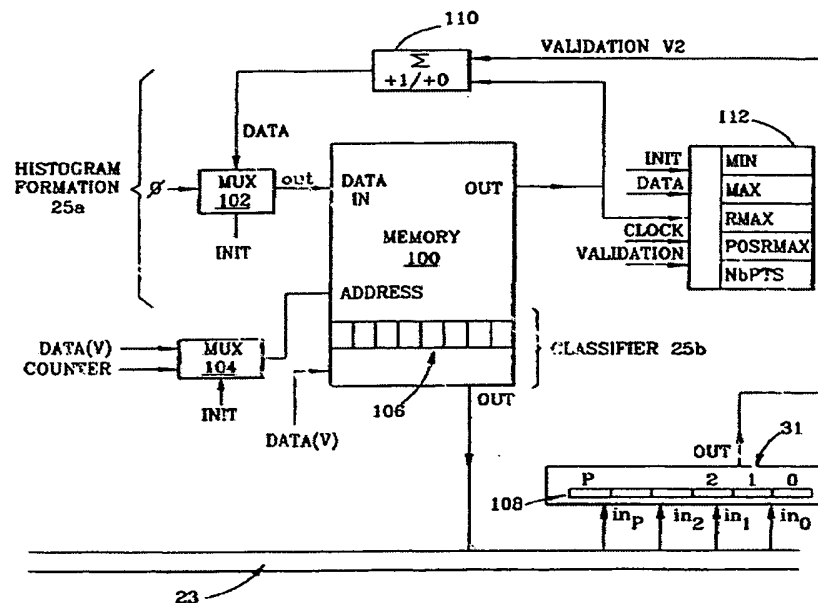 110
VALIDATION V2
Σ
+1/+0
112
DATA
HISTOGRAM
FORMATION
25a
ø
MUX
102
out
INIT
DATA
IN
OUT
MEMORY
100
ADDRESS
INIT
DATA
CLOCK
VALIDATION
MIN
MAX
RMAX
POSRMAX
NbPTS
DATA(V)
COUNTER
MUX
104
INIT
CLASSIFIER 25b
106
DATA(V)
OUT
OUT
31
P 2 1 0
108
inP in2 in1 in0
23